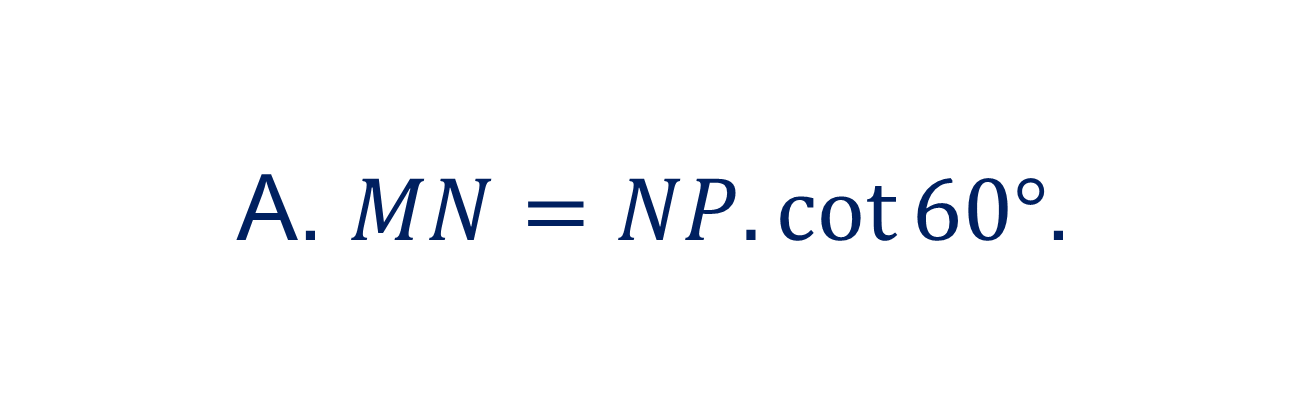 A. 𝑀𝑁 = 𝑁𝑃. cot 60°.